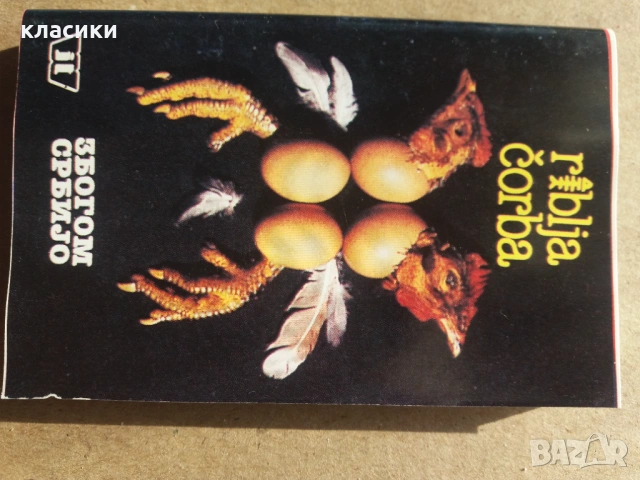 класики
riblja
čorba
ЗБОГОМ
СРБИЈО
BAZAR